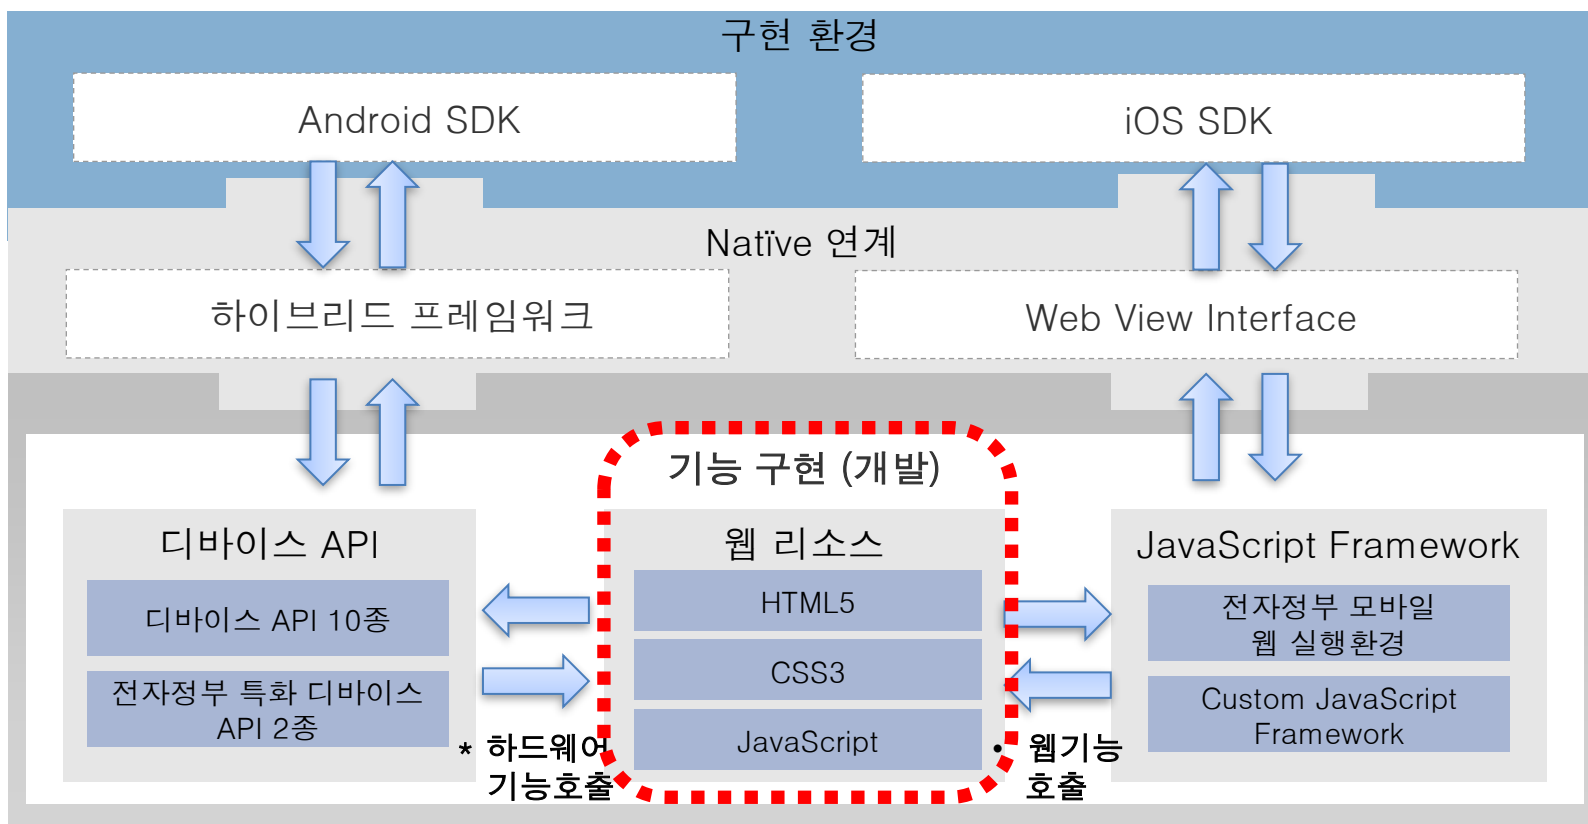 구현 환경
Android SDK
iOS SDK
Natïve 연계
하이브리드 프레임워크
Web View Interface
기능 구현 (개발)
디바이스 API
디바이스 API 10종
전자정부 특화 디바이스
API 2종
* 하드웨어
기능호출
웹 리소스
HTML5
CSS3
JavaScript
• 웹기능
호출
JavaScript Framework
전자정부 모바일
웹 실행환경
Custom JavaScript
Framework